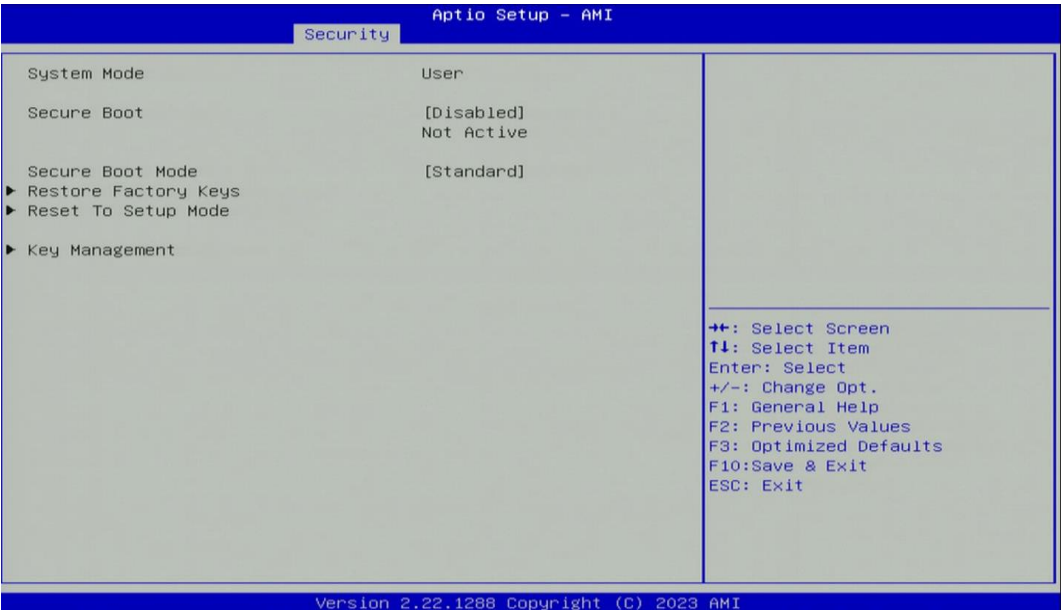 Aptio Setup – AMI
Security
System Mode User
Secure Boot [Disabled]
Not Active
Secure Boot Mode [Standard]
▶ Restore Factory Keys
▶ Reset To Setup Mode
▶ Key Management
→←: Select Screen
↑↓: Select Item
Enter: Select
+/-: Change Opt.
F1: General Help
F2: Previous Values
F3: Optimized Defaults
F10:Save & Exit
ESC: Exit
Version 2.22.1288 Copyright (C) 2023 AMI